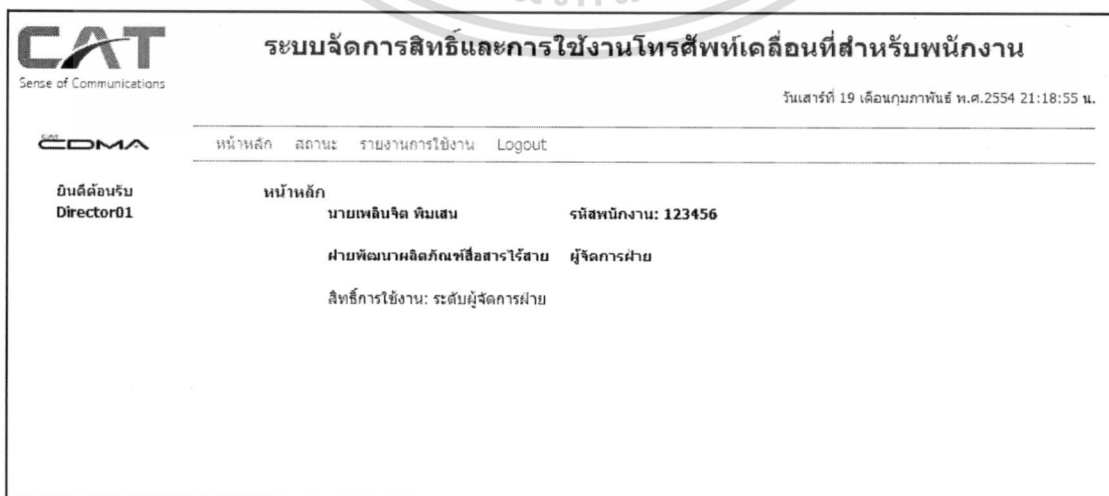 CAT
Sense of Communications
ระบบจัดการสิทธิ์และการใช้งานโทรศัพท์เคลื่อนที่สำหรับพนักงาน
วันเสาร์ที่ 19 เดือนกุมภาพันธ์ พ.ศ.2554 21:18:55 น.
CDMA
หน้าหลัก สถานะ รายงานการใช้งาน Logout
ยินดีต้อนรับ
Director01
หน้าหลัก
นายเพลินจิต พิมเสน รหัสพนักงาน: 123456
ฝ่ายพัฒนาผลิตภัณฑ์สื่อสารไร้สาย ผู้จัดการฝ่าย
สิทธิ์การใช้งาน: ระดับผู้จัดการฝ่าย